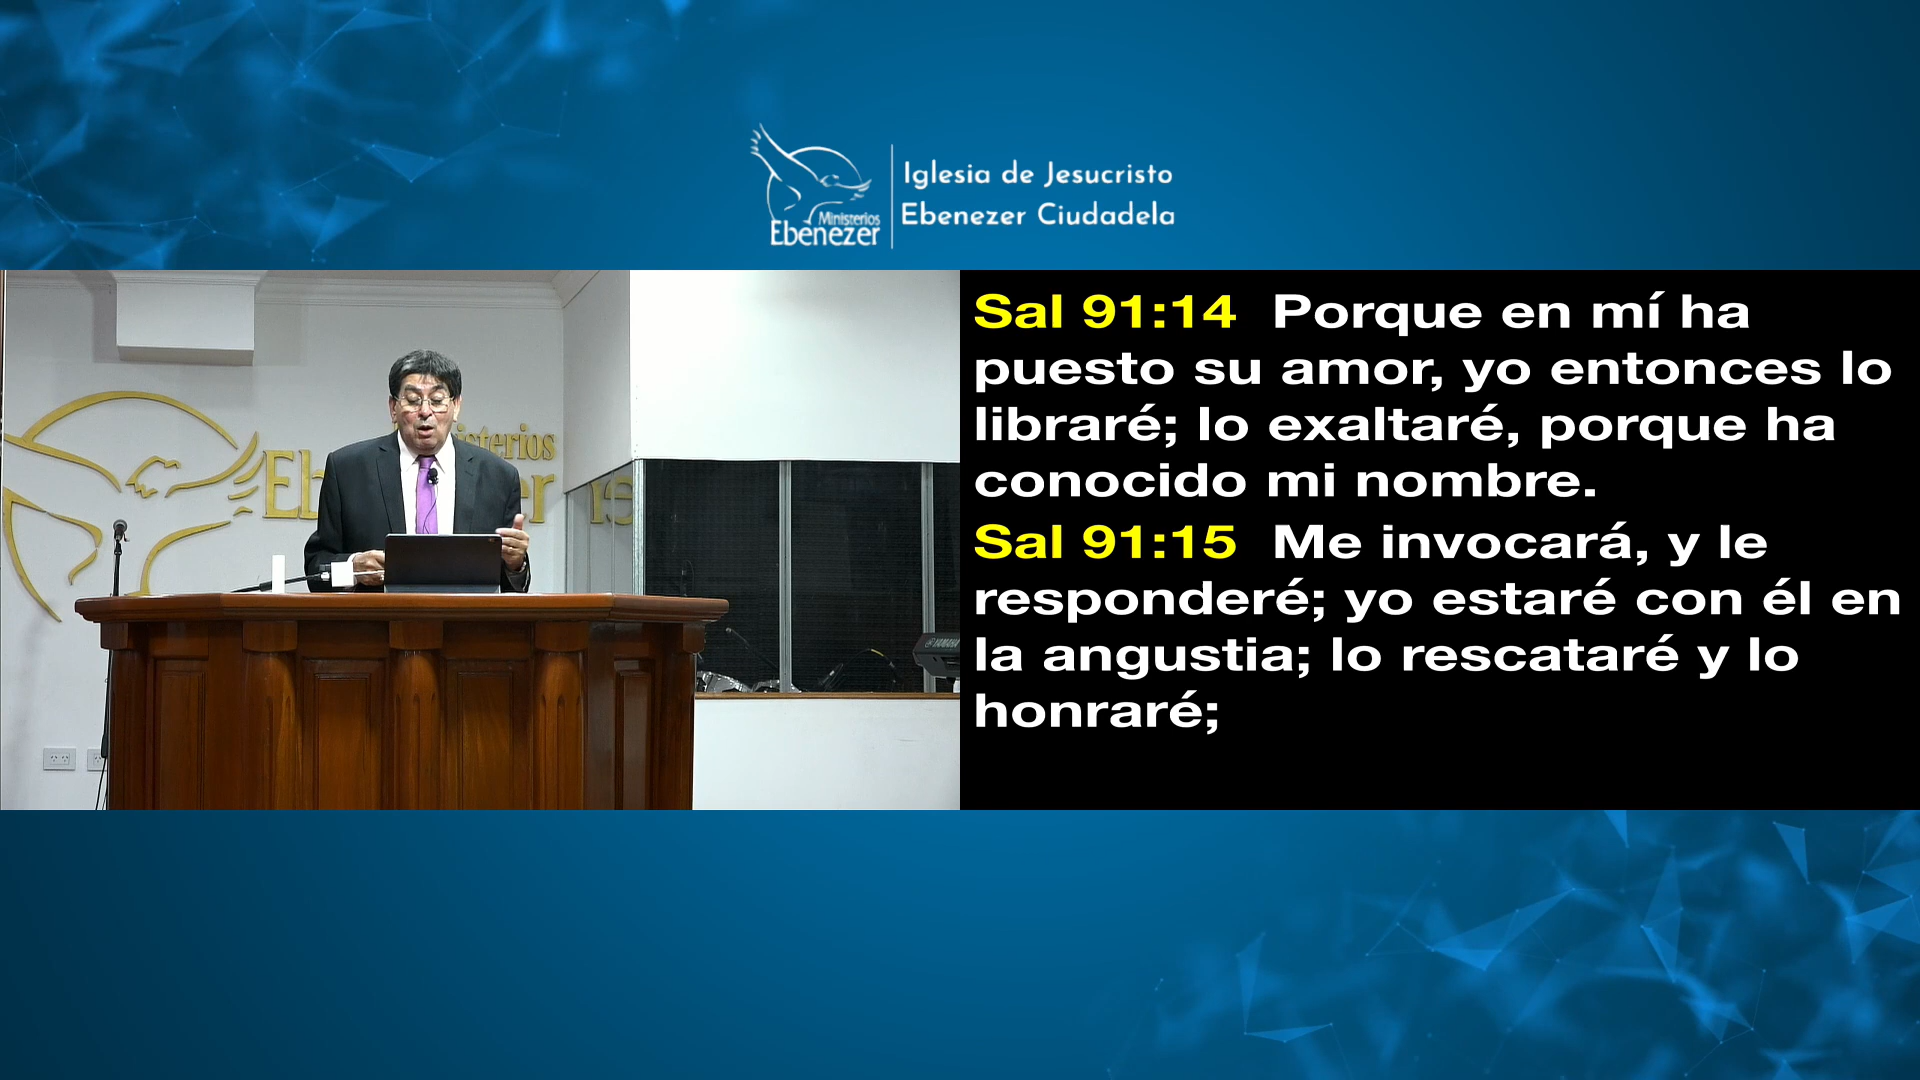 Ministerios
Ebenezer
Iglesia de Jesucristo
Ebenezer Ciudadela
Sal 91:14 Porque en mí ha
puesto su amor, yo entonces lo
libraré; lo exaltaré, porque ha
conocido mi nombre.
Sal 91:15 Me invocará, y le
responderé; yo estaré con él en
la angustia; lo rescataré y lo
honraré;
YAMAHA